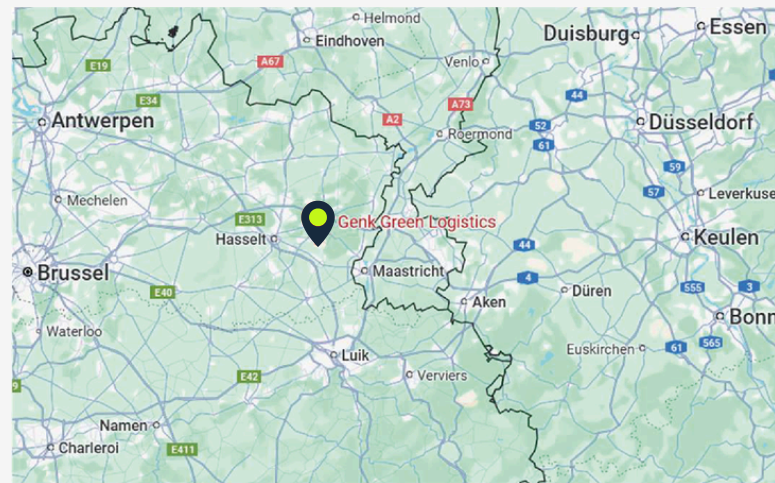 Helmond
Essen
Duisburg
Eindhoven
Venlo
A67
E19
44
E34
A73
A2
Antwerpen
Düsseldorf
52
Roermond
61
59
57
Leverkuse
Mechelen
E313
Genk Green Logistics
Hasselt
Keulen
44
Brussel
Maastricht
4
555
3
E40
Düren
Aken
Bonn
Waterloo
565
61
Euskirchen
Luik
E42
Verviers
9
Namen
Charleroi
E411